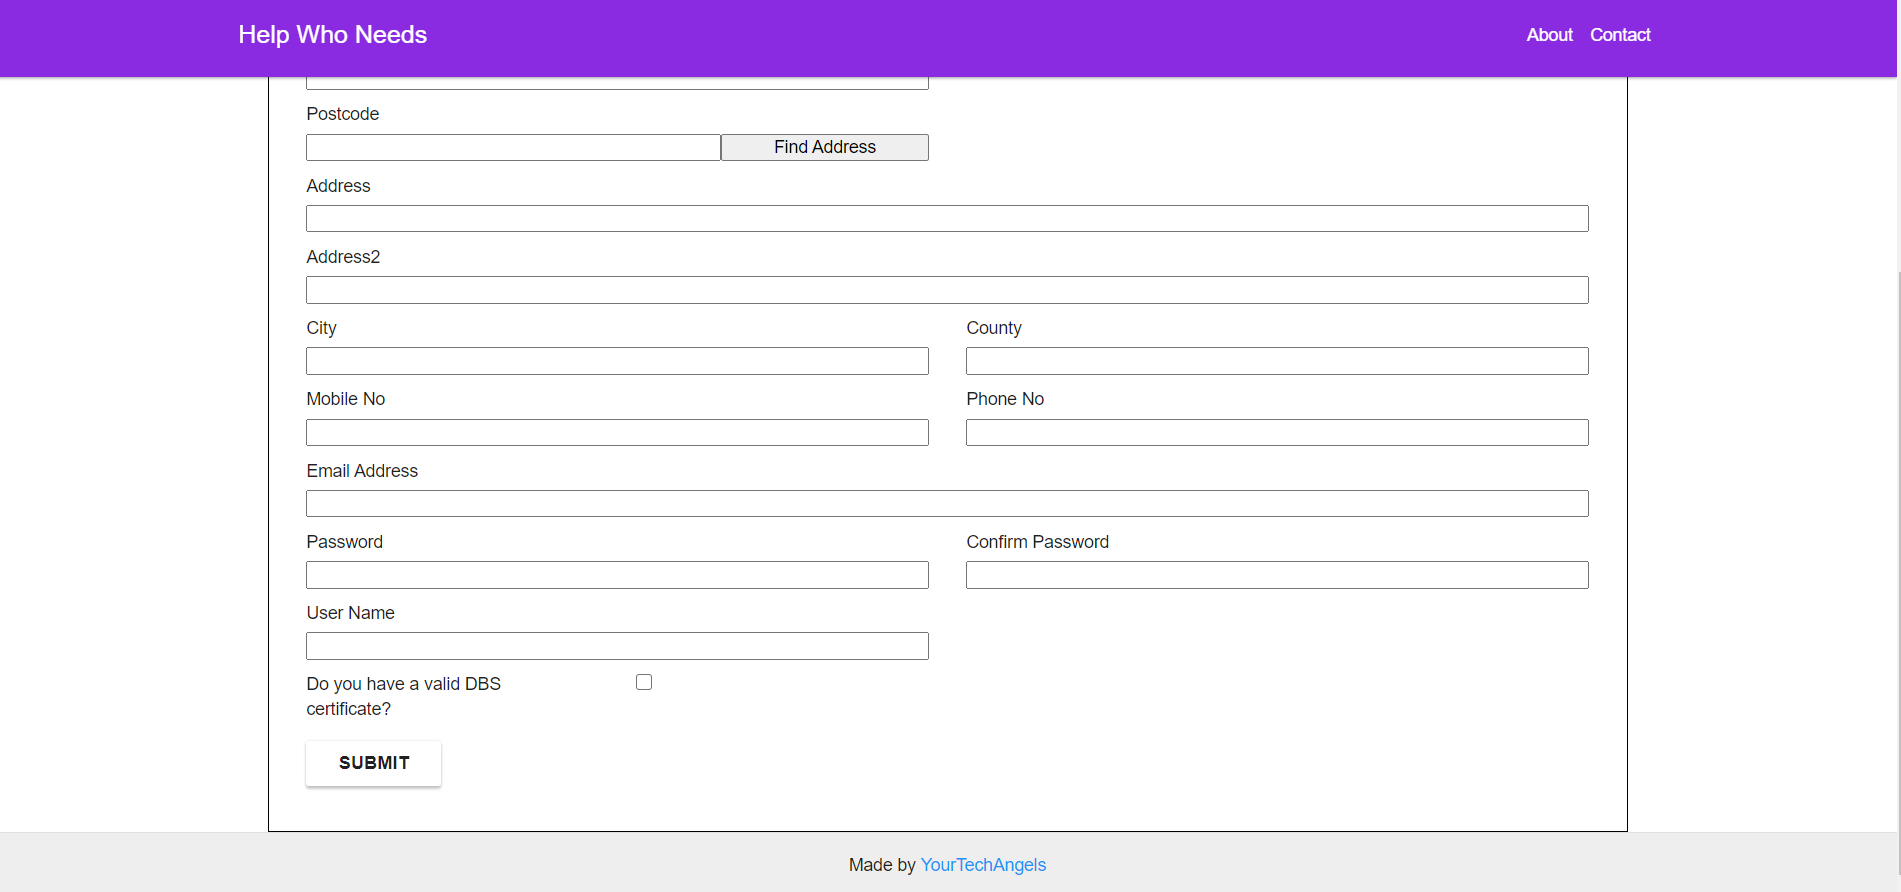 Help Who Needs
About Contact
Postcode
Find Address
Address
Address2
City County
Mobile No Phone No
Email Address
Password Confirm Password
User Name
Do you have a valid DBS
certificate?
SUBMIT
Made by YourTechAngels